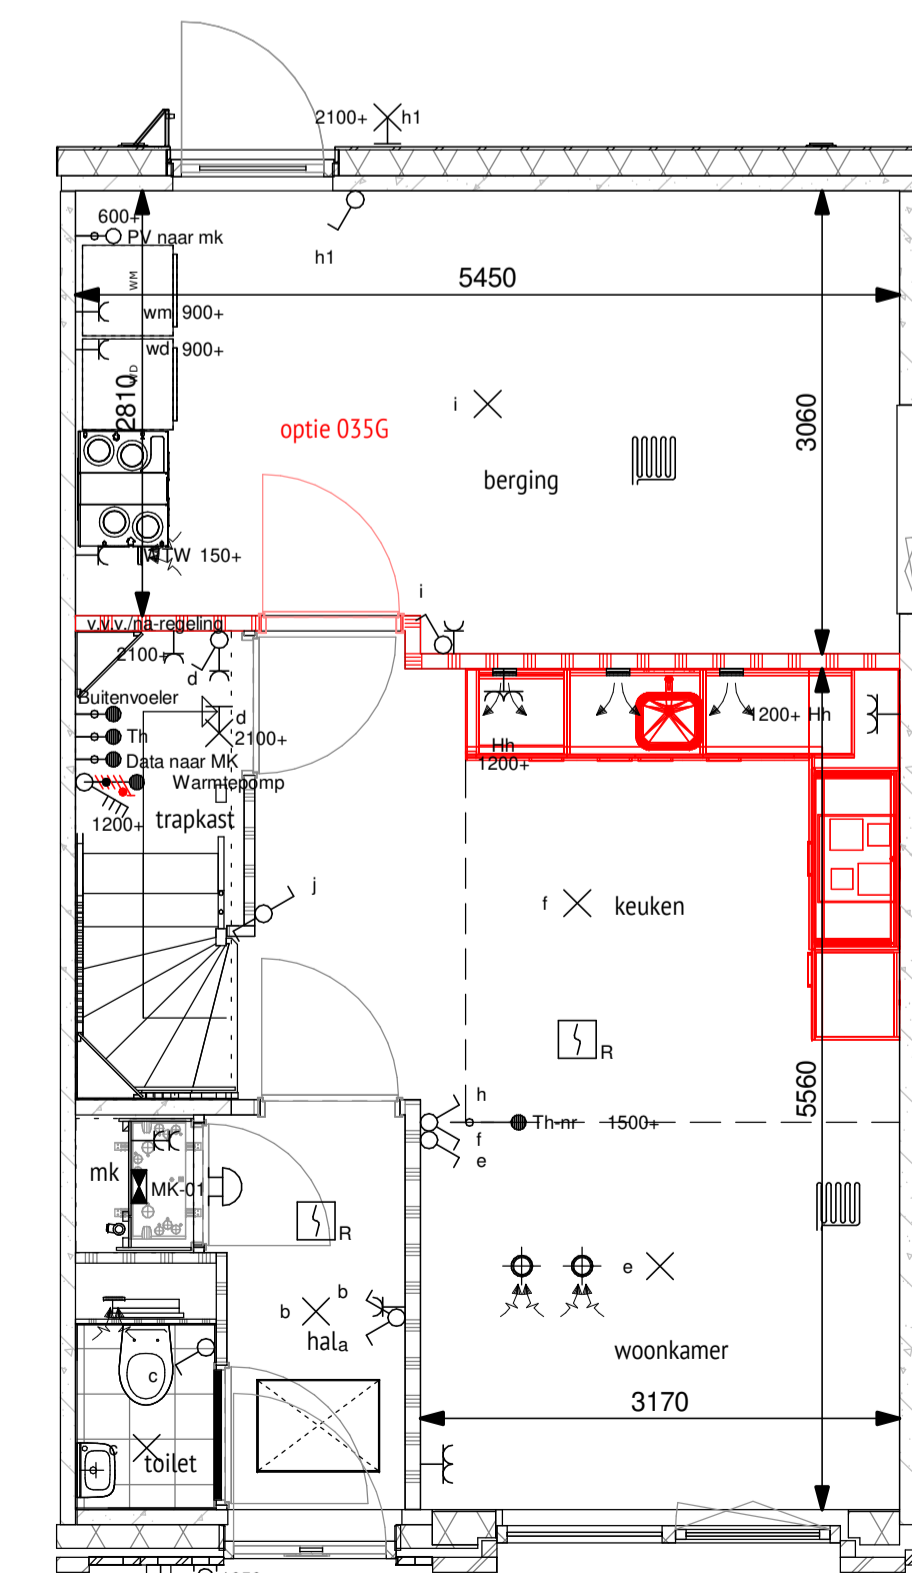 2100+ h1
600+
PV naar mk
h1
5450
WM
wm 900+
wd 900+
WD
2810
i
optie 035G
3060
berging
WTW 150+
i
v.v.v./na-regeling
2100+
d
Buitenvoeler
d
Th
2100+
1200+ Hh
Hh
1200+
Data naar MK
Warmtepomp
1200+
trapkast
j
f
keuken
R
5560
h
Th-nr 1500+
f
e
mk
MK-01
R
b
b
e
hal
a
woonkamer
c
3170
c
toilet